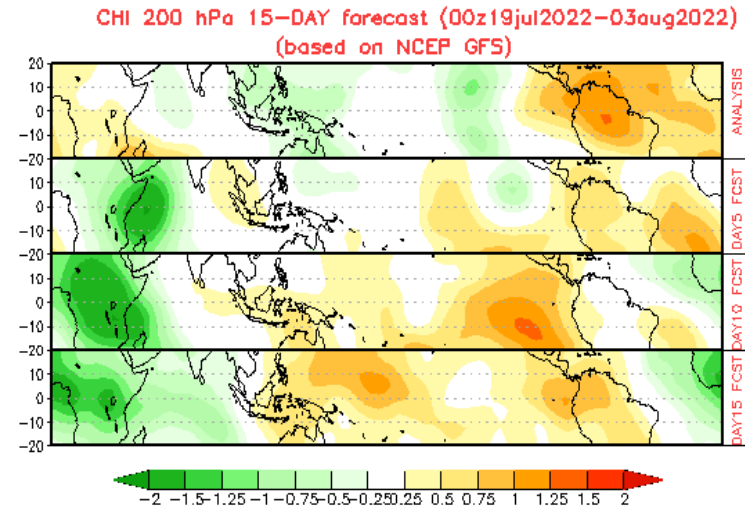 CHI 200 hPa 15-DAY forecast (00z19jul2022-03aug2022)
(based on NCEP GFS)
20
10
0
-10
-20
ANALYSIS
10
0
-10
-20
DAY5 FCST
10
0
-10
20
DAY10 FCST
10
0
-10
-20
DAY15 FCST
-2 -1.5-1.25 -1 -0.75-0.5-0.250.25 0.5 0.75 1 1.25 1.5 2